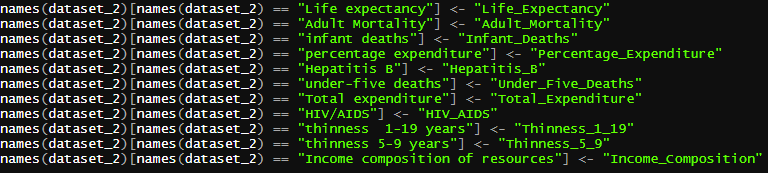 names(dataset_2)[names(dataset_2) == "Life expectancy"] <- "Life_Expectancy"
names(dataset_2)[names(dataset_2) == "Adult Mortality"] <- "Adult_Mortality"
names(dataset_2)[names(dataset_2) == "infant deaths"] <- "Infant_Deaths"
names(dataset_2)[names(dataset_2) == "percentage expenditure"] <- "Percentage_Expenditure"
names(dataset_2)[names(dataset_2) == "Hepatitis B"] <- "Hepatitis_B"
names(dataset_2)[names(dataset_2) == "under-five deaths"] <- "Under_Five_Deaths"
names(dataset_2)[names(dataset_2) == "Total expenditure"] <- "Total_Expenditure"
names(dataset_2)[names(dataset_2) == "HIV/AIDS"] <- "HIV_AIDS"
names(dataset_2)[names(dataset_2) == "thinness  1-19 years"] <- "Thinness_1_19"
names(dataset_2)[names(dataset_2) == "thinness 5-9 years"] <- "Thinness_5_9"
names(dataset_2)[names(dataset_2) == "Income composition of resources"] <- "Income_Composition"